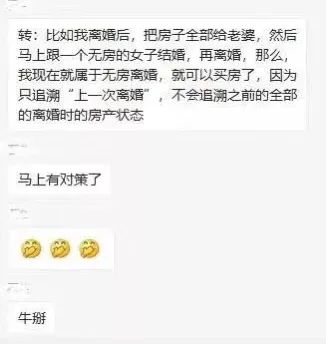 转：比如我离婚后，把房子全部给老婆，然后
马上跟一个无房的女子结婚，再离婚，那么，
我现在就属于无房离婚，就可以买房了，因为
只追溯“上一次离婚”，不会追溯之前的全部
的离婚时的房产状态
马上有对策了
牛掰